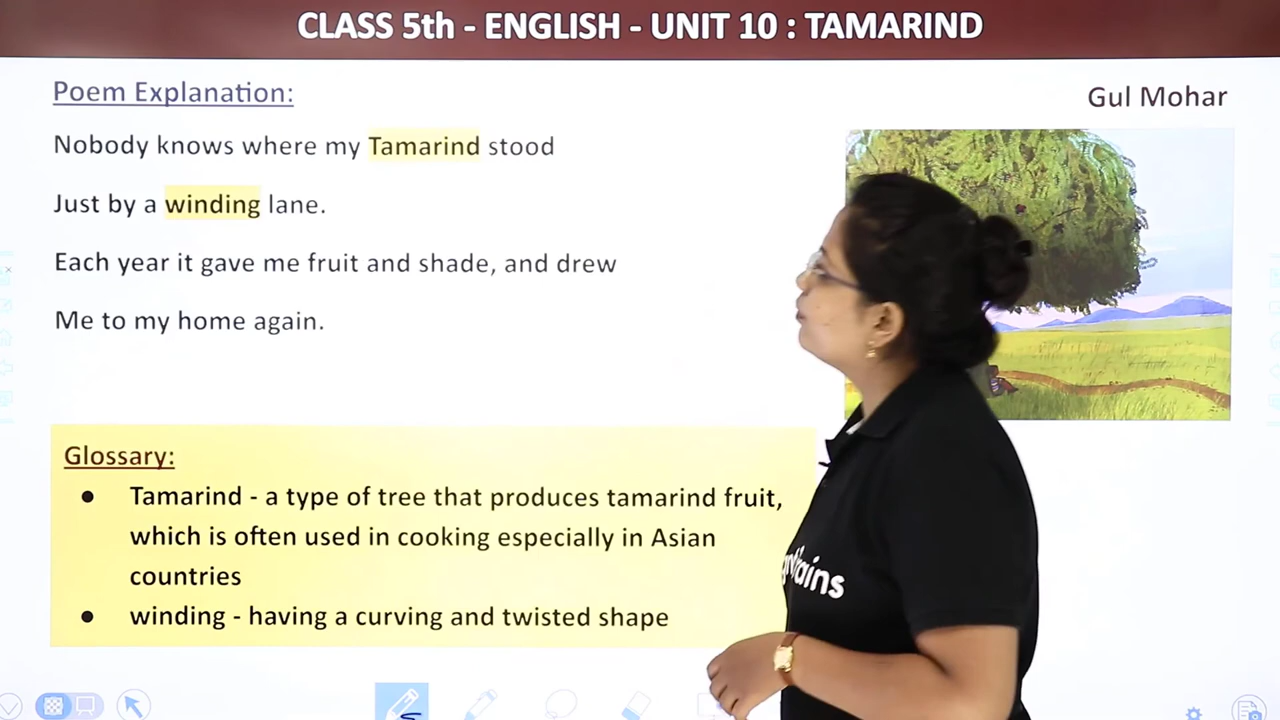 CLASS 5th - ENGLISH - UNIT 10 : TAMARIND
Poem Explanation:
Gul Mohar
Nobody knows where my Tamarind stood
Just by a winding lane.
Each year it gave me fruit and shade, and drew
Me to my home again.
Glossary:
● Tamarind - a type of tree that produces tamarind fruit,
which is often used in cooking especially in Asian
countries
● winding - having a curving and twisted shape